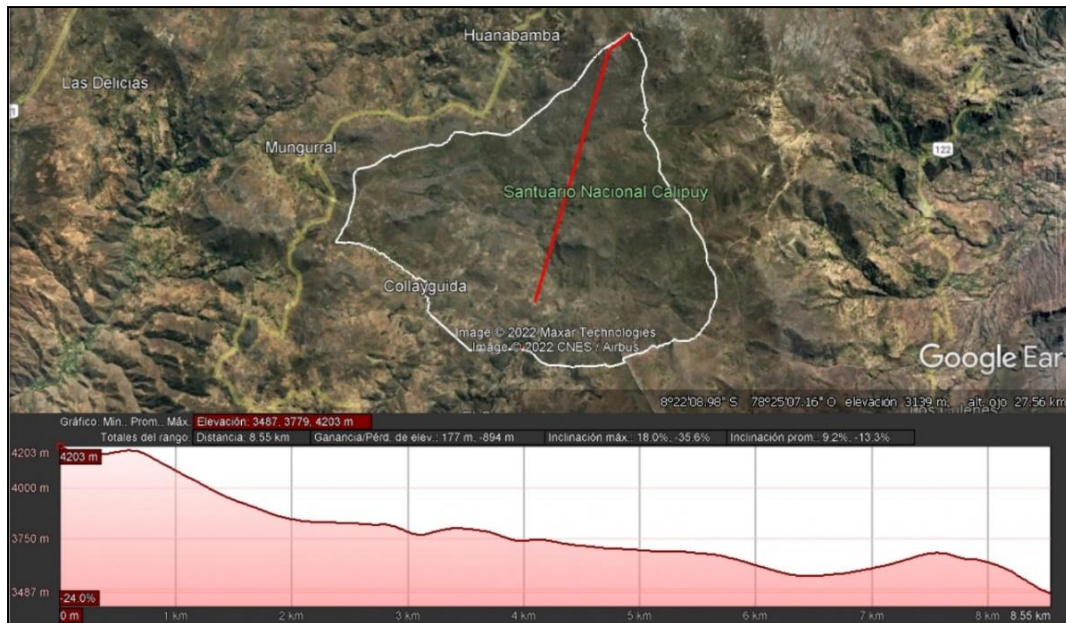 Huanabamba
Las Delicias
Mungurral
122
Santuario Nacional Calipuy
Collayguida
Image © 2022 Maxar Technologies
Image © 2022 CNES / Airbus
Google Ear
8°22'08.98" S 78°25'07.16" O elevación 3139 m. alt. ojo 27.56 km
Gráfico: Mín., Prom., Máx. Elevación: 3487, 3779, 4203 m
Totales del rango: Distancia: 8.55 km Ganancia/Pérd. de elev.: 177 m, -894 m Inclinación máx.: 18.0%, -35.6% Inclinación prom.: 9.2%, -13.3%
4203 m
4203 m
4000 m
3750 m
3487 m
-24.0%
0 m 1 km 2 km 3 km 4 km 5 km 6 km 7 km 8 km 8.55 km